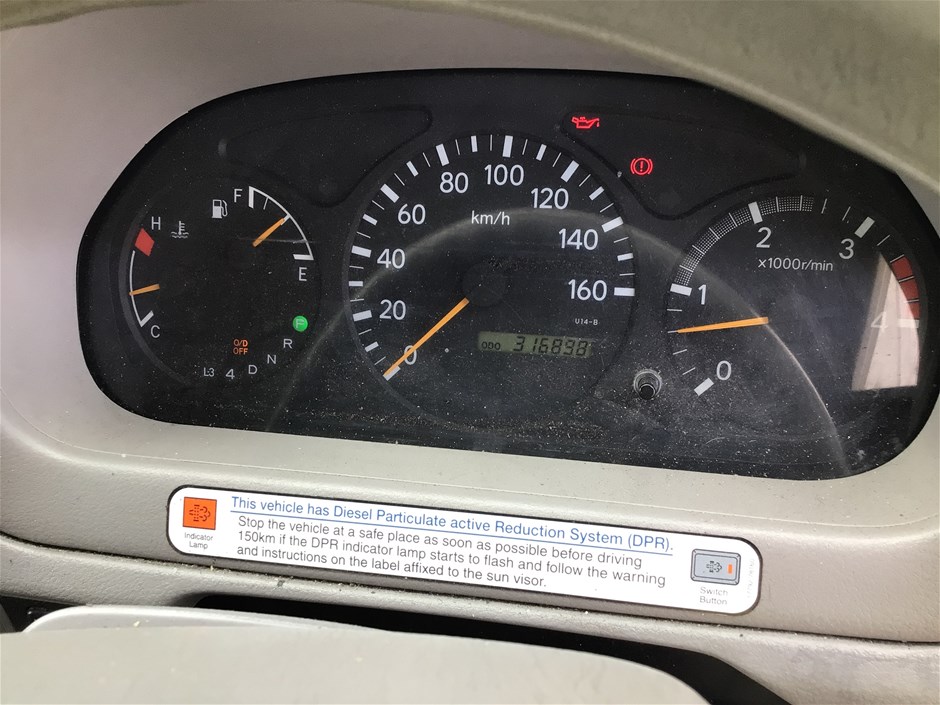 F
E
H
C
O/D
OFF
P
R
N
D
4
L3
0
20
40
60
80
100
120
140
160
km/h
U14-B
ODO 316898
0
1
2
3
4
x1000r/min
This vehicle has Diesel Particulate active Reduction System (DPR).
Stop the vehicle at a safe place as soon as possible before driving
150km if the DPR indicator lamp starts to flash and follow the warning
and instructions on the label affixed to the sun visor.
Indicator
Lamp
Switch
Button